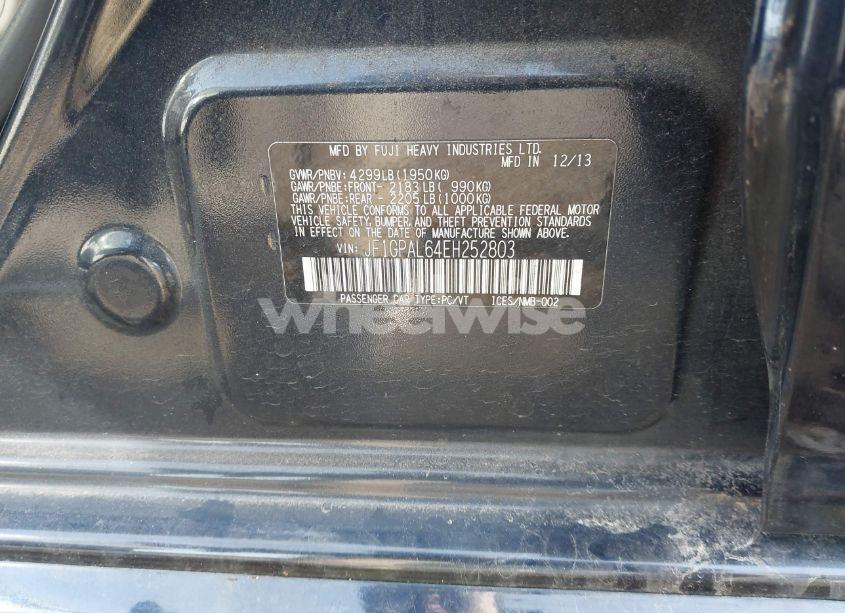 MFD BY FUJI HEAVY INDUSTRIES LTD.
MFD IN 12/13
GVWR/PNBV: 4299LB(1950KG)
GAWR/PNBE:FRONT- 2183LB( 990KG)
GAWR/PNBE:REAR - 2205LB(1000KG)
THIS VEHICLE CONFORMS TO ALL APPLICABLE FEDERAL MOTOR
VEHICLE SAFETY, BUMPER, AND THEFT PREVENTION STANDARDS
IN EFFECT ON THE DATE OF MANUFACTURE SHOWN ABOVE.
VIN: JF1GPAL64EH252803
PASSENGER CAR TYPE:PC/VT ICES/NMB-002
wheelwise